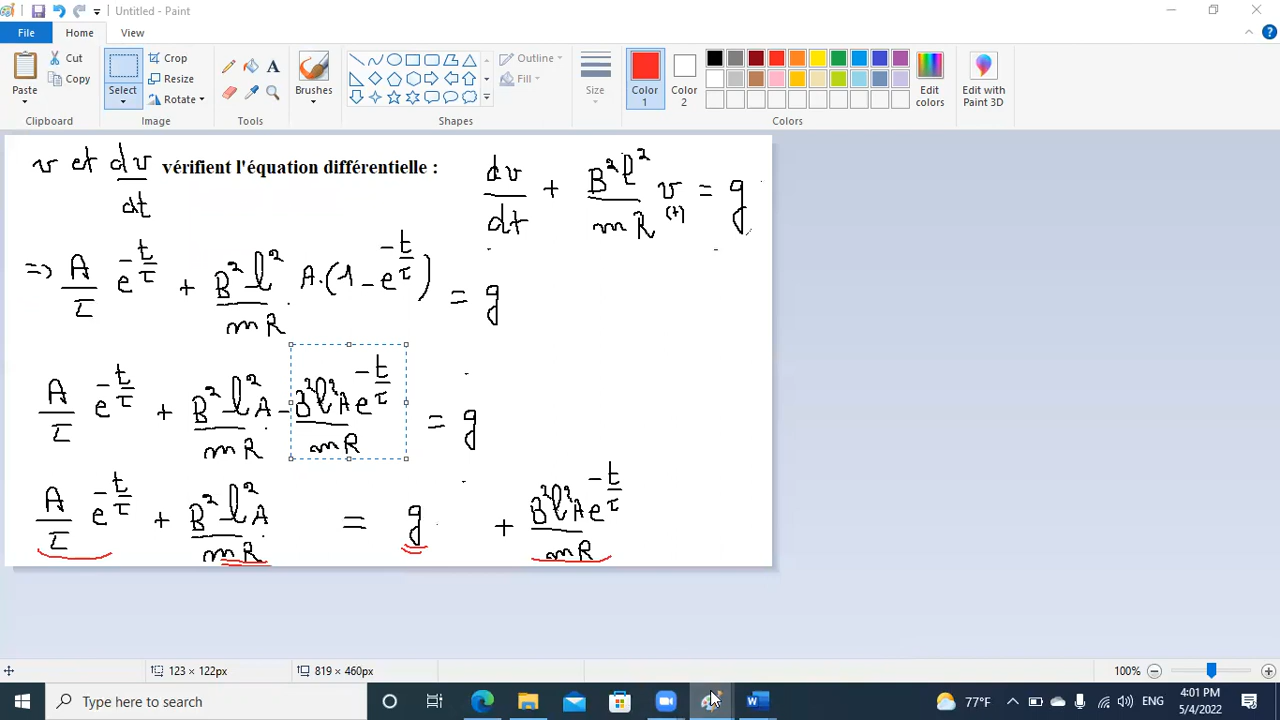 Untitled - Paint
File Home View
Paste Cut Copy
Clipboard
Select Crop Resize Rotate
Image
Tools
Brushes
Outline Fill
Shapes
Size
Color 1
Color 2
Edit colors
Edit with Paint 3D
Colors
v et dv/dt vérifient l'équation différentielle : dv/dt + B²l²/mR v(t) = g
=> A/τ e^(-t/τ) + B²l²/mR . A.(1 - e^(-t/τ)) = g
A/τ e^(-t/τ) + B²l²A/mR - B²l²A e^(-t/τ)/mR = g
A/τ e^(-t/τ) + B²l²A/mR = g + B²l²A e^(-t/τ)/mR
123 × 122px 819 × 460px 100%
Type here to search
77°F ENG 4:01 PM
5/4/2022